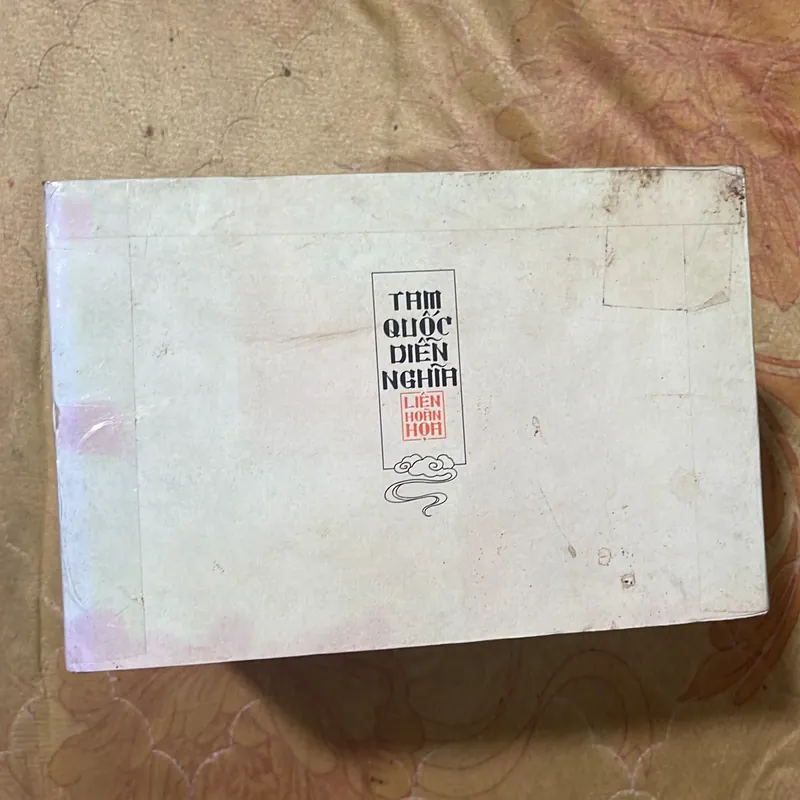 TAM
QUỐC
DIỄN
NGHĨA
LIÊN
HOÀN
HỌA